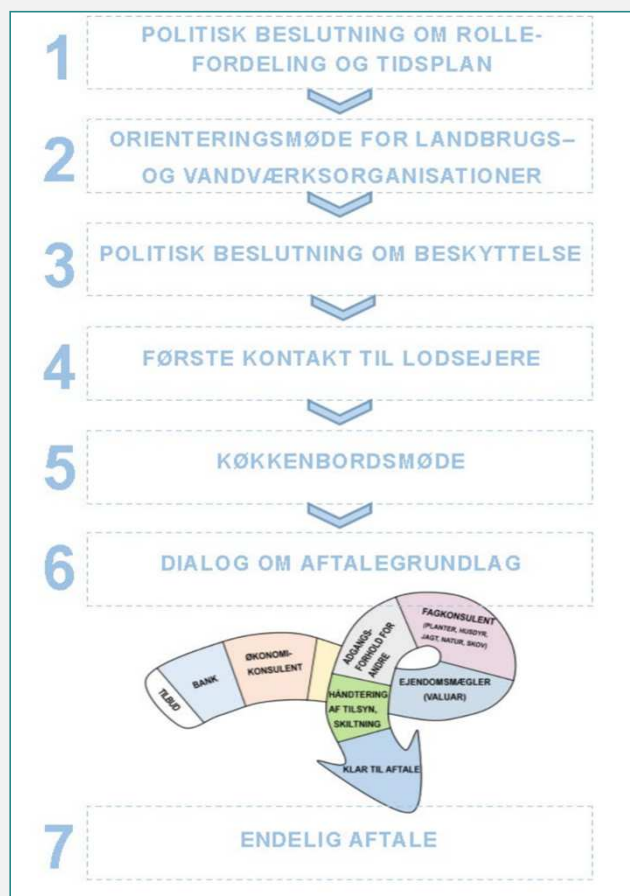 1
POLITISK BESLUTNING OM ROLLE-
FORDELING OG TIDSPLAN
2
ORIENTERINGSMØDE FOR LANDBRUGS–
OG VANDVÆRKSORGANISATIONER
3
POLITISK BESLUTNING OM BESKYTTELSE
4
FØRSTE KONTAKT TIL LODSEJERE
5
KØKKENBORDSMØDE
6
DIALOG OM AFTALEGRUNDLAG
TILBUD
BANK
ØKONOMI-
KONSULENT
ADGANGS-
FORHOLD FOR
ANDRE
FAGKONSULENT
(PLANTER, HUSDYR,
JAGT, NATUR, SKOV)
EJENDOMSMÆGLER
(VALUAR)
HÅNDTERING
AF TILSYN,
SKILTNING
KLAR TIL AFTALE
7
ENDELIG AFTALE